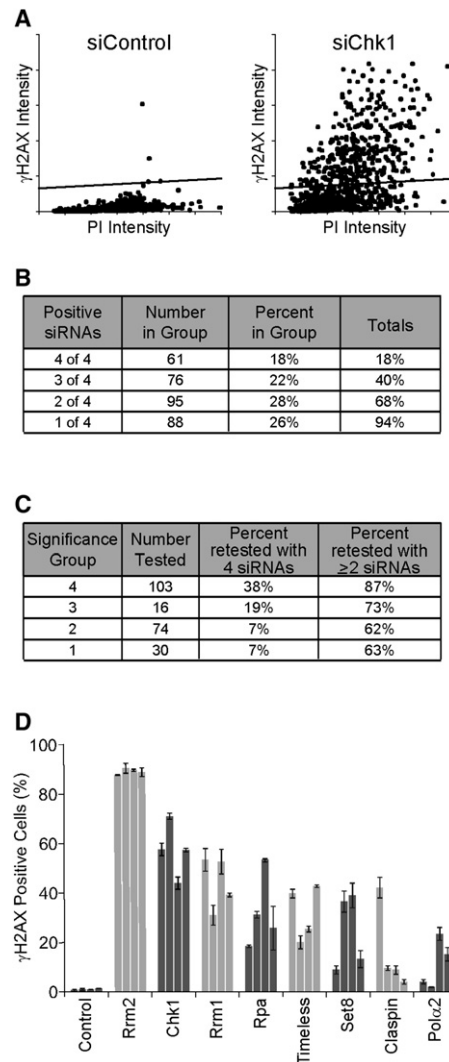 A
siControl
siChk1
γH2AX Intensity
γH2AX Intensity
PI Intensity
PI Intensity
B
Positive siRNAs Number in Group Percent in Group Totals
4 of 4 61 18% 18%
3 of 4 76 22% 40%
2 of 4 95 28% 68%
1 of 4 88 26% 94%
C
Significance Group Number Tested Percent retested with 4 siRNAs Percent retested with ≥2 siRNAs
4 103 38% 87%
3 16 19% 73%
2 74 7% 62%
1 30 7% 63%
D
γH2AX Positive Cells (%)
100
80
60
40
20
0
Control
Rrm2
Chk1
Rrm1
Rpa
Timeless
Set8
Claspin
Polα2